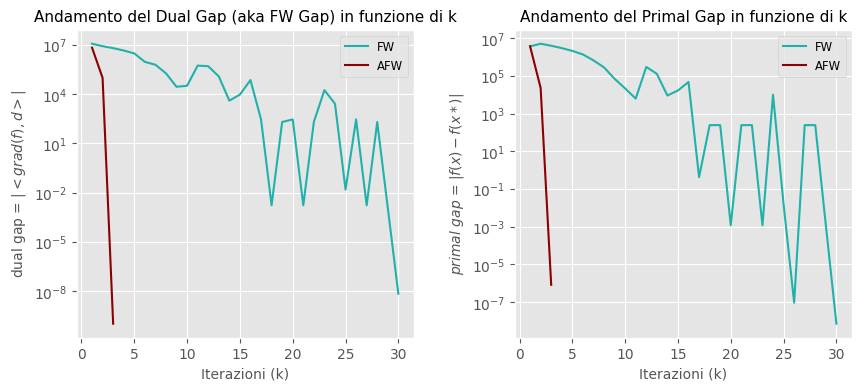 Andamento del Dual Gap (aka FW Gap) in funzione di k
dual gap = | < grad(f), d > |
10^7
10^4
10^1
10^−2
10^−5
10^−8
FW
AFW
0 5 10 15 20 25 30
Iterazioni (k)
Andamento del Primal Gap in funzione di k
primal gap = |f(x) − f(x*)|
10^7
10^5
10^3
10^1
10^−1
10^−3
10^−5
10^−7
FW
AFW
0 5 10 15 20 25 30
Iterazioni (k)